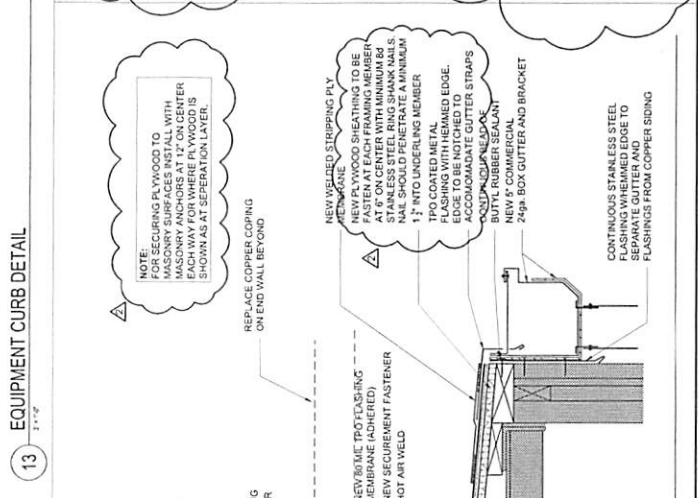 13 EQUIPMENT CURB DETAIL
2
NOTE:
FOR SECURING PLYWOOD TO
MASONRY SURFACES INSTALL WITH
MASONRY ANCHORS AT 12" ON CENTER
EACH WAY FOR WHERE PLYWOOD IS
SHOWN AS AT SEPERATION LAYER.
REPLACE COPPER COPING
ON END WALL BEYOND
NEW 80 MIL TPO FLASHING
MEMBRANE (ADHERED)
NEW SECUREMENT FASTENER
HOT AIR WELD
NEW WELDED STRIPPING PLY
MEMBRANE
2
NEW PLYWOOD SHEATHING TO BE
FASTEN AT EACH FRAMING MEMBER
AT 6" ON CENTER WITH MINIMUM 8d
STAINLESS STEEL RING SHANK NAILS.
NAIL SHOULD PENETRATE A MINIMUM
INTO UNDERLING MEMBER
TPO COATED METAL
FLASHING WITH HEMMED EDGE.
EDGE TO BE NOTCHED TO
ACCOMOMADATE GUTTER STRAPS
CONTINUOUS BEAD OF
BUTYL RUBBER SEALANT
NEW 5" COMMERCIAL
24ga. BOX GUTTER AND BRACKET
CONTINUOUS STAINLESS STEEL
FLASHING W/HEMMED EDGE TO
SEPARATE GUTTER AND
FLASHINGS FROM COPPER SIDING